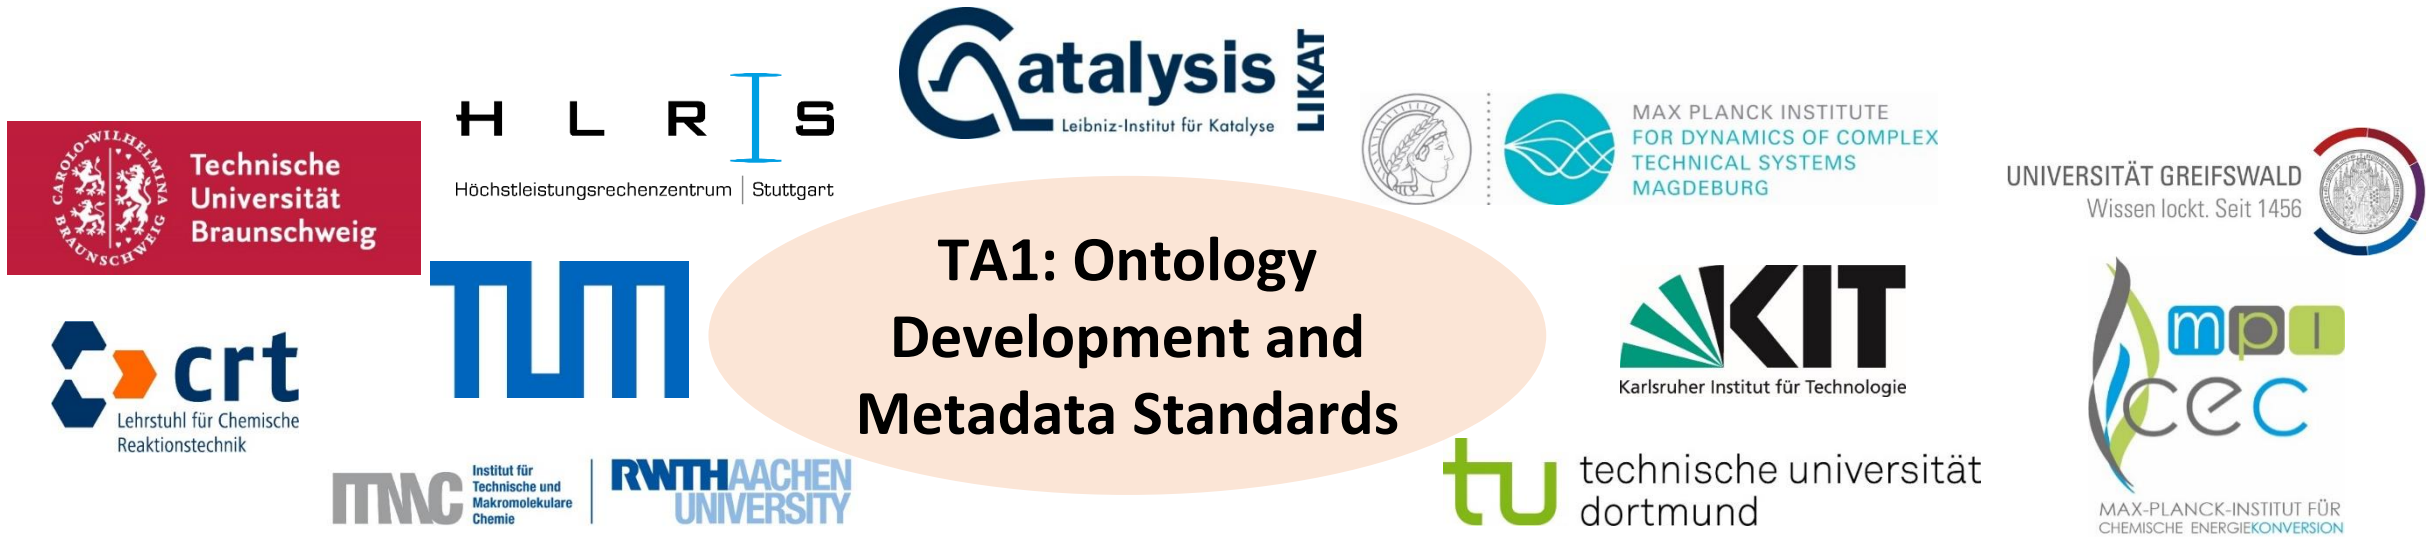 CAROLO-WILHELMINA
BRAUNSCHWEIG
Technische
Universität
Braunschweig
HLRIS
Höchstleistungsrechenzentrum | Stuttgart
Catalysis
LIKAT
Leibniz-Institut für Katalyse
MAX PLANCK INSTITUTE
FOR DYNAMICS OF COMPLEX
TECHNICAL SYSTEMS
MAGDEBURG
UNIVERSITÄT GREIFSWALD
Wissen lockt. Seit 1456
TUM
TA1: Ontology
Development and
Metadata Standards
KIT
Karlsruher Institut für Technologie
mpi
cec
MAX-PLANCK-INSTITUT FÜR
CHEMISCHE ENERGIEKONVERSION
crt
Lehrstuhl für Chemische
Reaktionstechnik
ITMC
Institut für
Technische und
Makromolekulare
Chemie
RWTHAACHEN
UNIVERSITY
tu
technische universität
dortmund